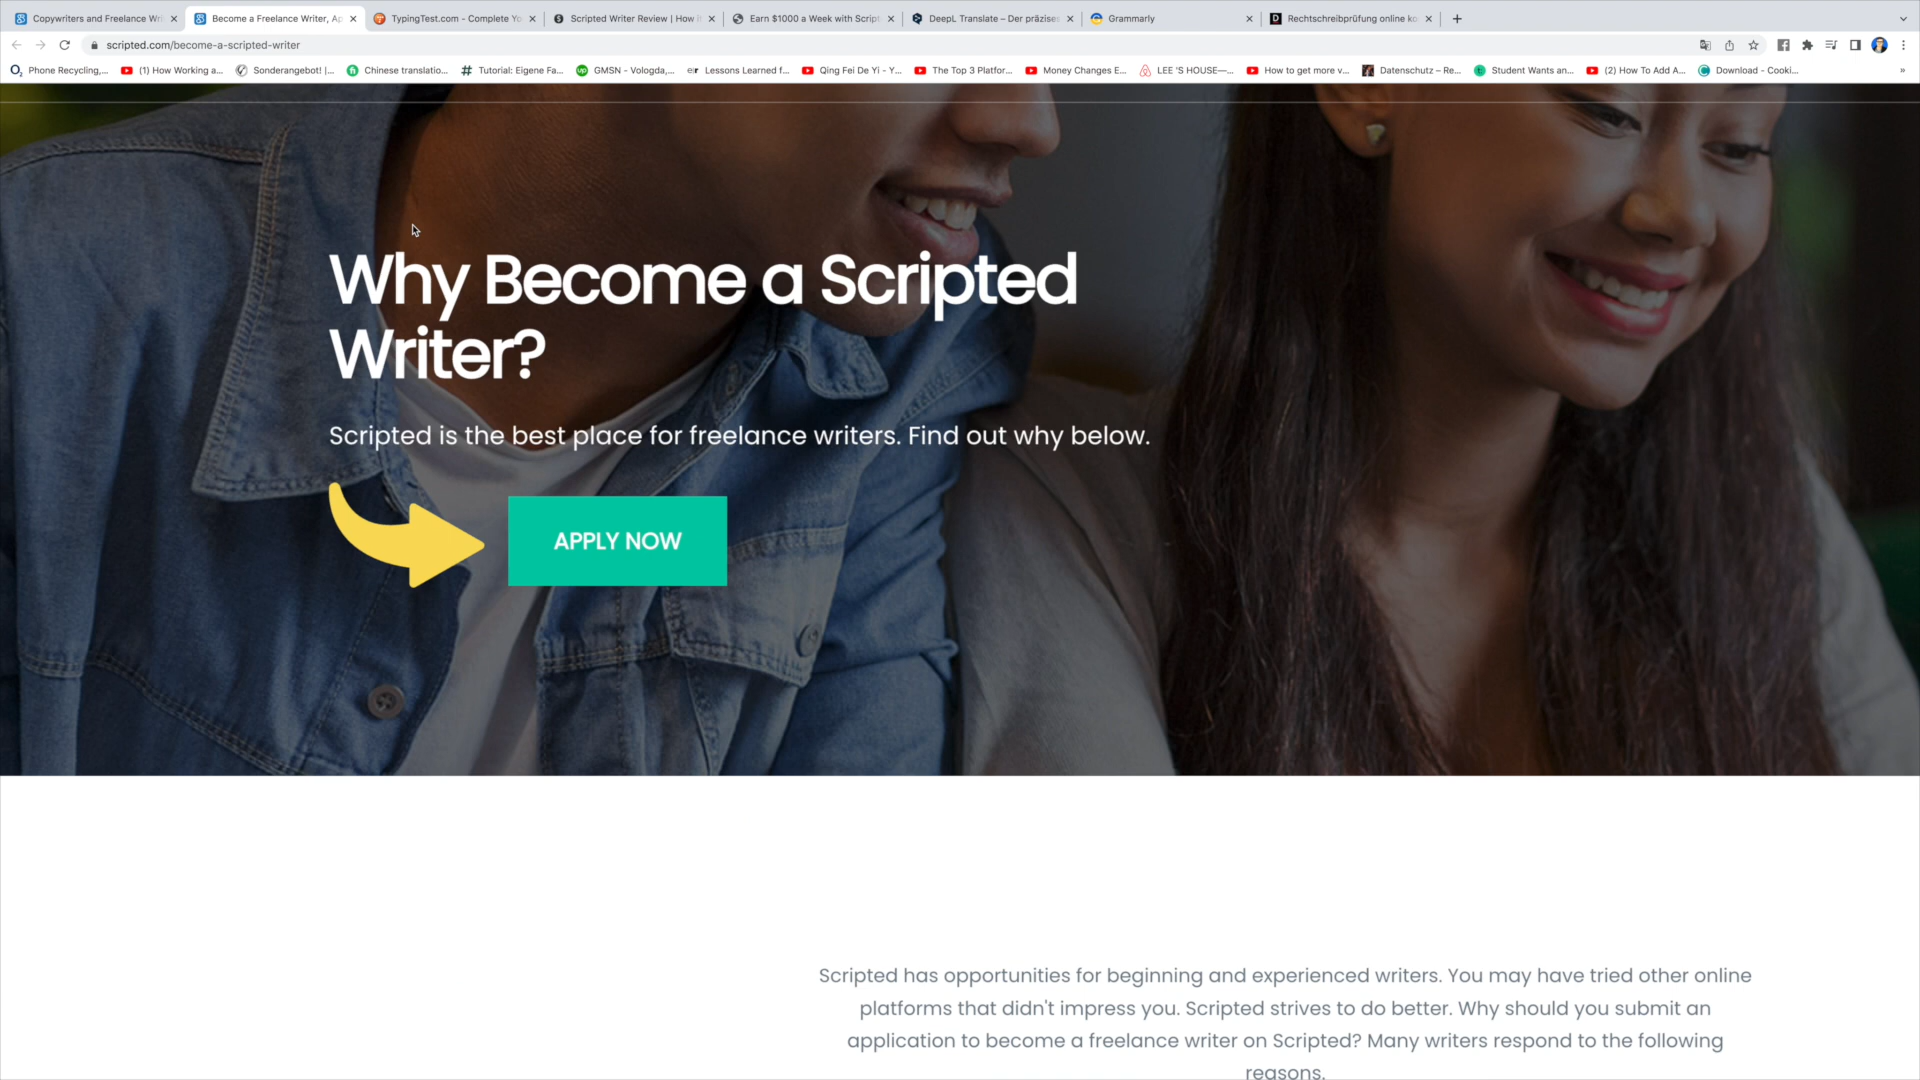 Copywriters and Freelance Wri
Become a Freelance Writer, Ap
TypingTest.com - Complete Yo
Scripted Writer Review | How i
Earn $1000 a Week with Script
DeepL Translate – Der präzises
Grammarly
Rechtschreibprüfung online ko
scripted.com/become-a-scripted-writer
Phone Recycling,...
(1) How Working a...
Sonderangebot! |...
Chinese translatio...
Tutorial: Eigene Fa...
GMSN - Vologda,...
Lessons Learned f...
Qing Fei De Yi - Y...
The Top 3 Platfor...
Money Changes E...
LEE 'S HOUSE—...
How to get more v...
Datenschutz – Re...
Student Wants an...
(2) How To Add A...
Download - Cooki...
Why Become a Scripted
Writer?
Scripted is the best place for freelance writers. Find out why below.
APPLY NOW
Scripted has opportunities for beginning and experienced writers. You may have tried other online
platforms that didn't impress you. Scripted strives to do better. Why should you submit an
application to become a freelance writer on Scripted? Many writers respond to the following
reasons.